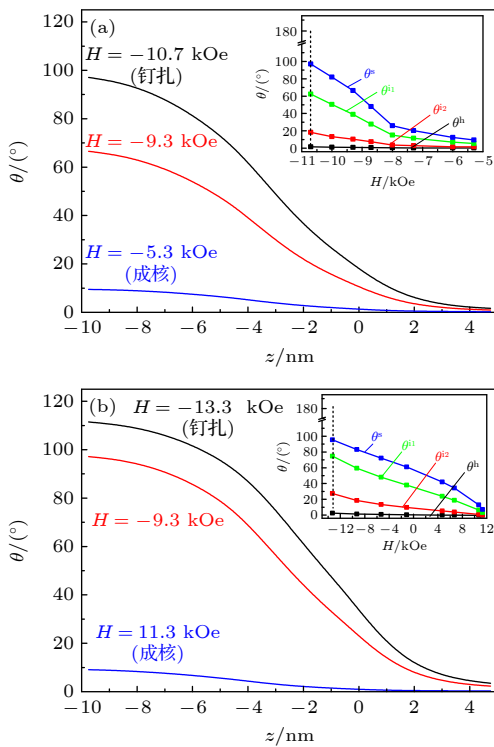 (a)
H = −10.7 kOe
(钉扎)
H = −9.3 kOe
H = −5.3 kOe
(成核)
θ/(°)
120
100
80
60
40
20
0
−10 −8 −6 −4 −2 0 2 4
z/nm
θ/(°)
180
100
80
60
40
20
0
θˢ
θⁱ¹
θⁱ²
θʰ
−10 −9 −8 −7 −6 −5
H/kOe
(b)
H = −13.3 kOe
(钉扎)
H = −9.3 kOe
H = 11.3 kOe
(成核)
θ/(°)
120
100
80
60
40
20
0
−10 −8 −6 −4 −2 0 2 4
z/nm
θ/(°)
180
100
80
60
40
20
0
θˢ
θⁱ¹
θⁱ²
θʰ
−12 −8 −4 0 4 8 12
H/kOe